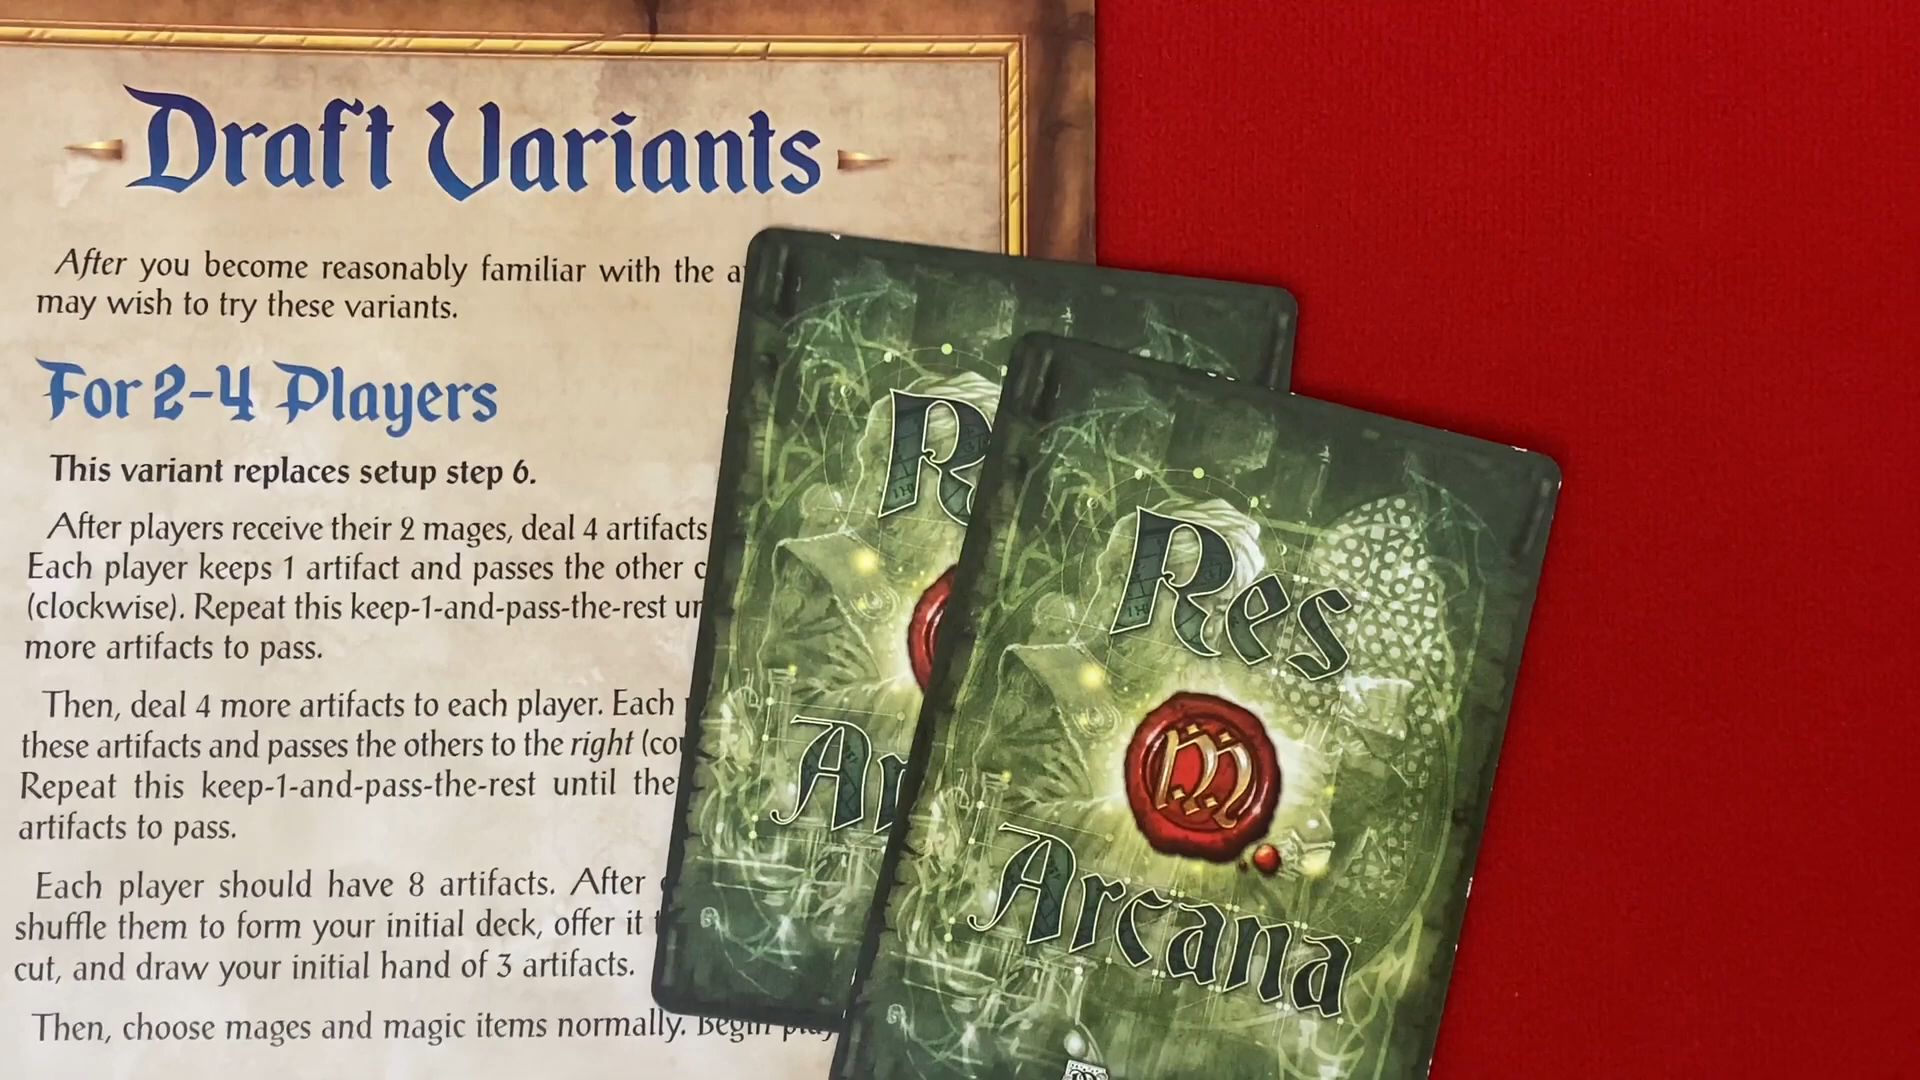 Draft Variants
After you become reasonably familiar with the
may wish to try these variants.
For 2-4 Players
This variant replaces setup step 6.
After players receive their 2 mages, deal 4 artifacts
Each player keeps 1 artifact and passes the other
(clockwise). Repeat this keep-1-and-pass-the-rest
more artifacts to pass.
Then, deal 4 more artifacts to each player. Each
these artifacts and passes the others to the right
Repeat this keep-1-and-pass-the-rest until
artifacts to pass.
Each player should have 8 artifacts. After
shuffle them to form your initial deck, offer it
cut, and draw your initial hand of 3 artifacts.
Then, choose mages and magic items normally. Begin
Res
Arcana